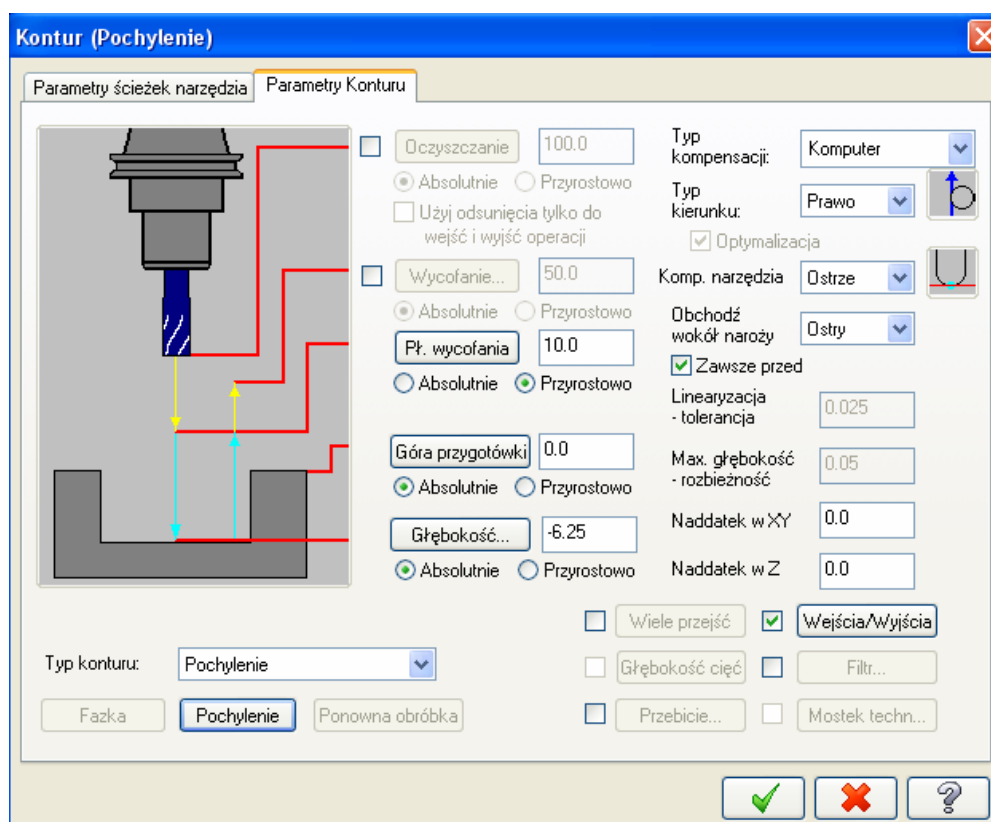 Kontur (Pochylenie)
Parametry ścieżek narzędzia
Parametry Konturu
Oczyszczanie
100.0
Absolutnie
Przyrostowo
Użyj odsunięcia tylko do
wejść i wyjść operacji
Wycofanie...
50.0
Absolutnie
Przyrostowo
Pł. wycofania
10.0
Absolutnie
Przyrostowo
Góra przygotówki
0.0
Absolutnie
Przyrostowo
Głębokość...
-6.25
Absolutnie
Przyrostowo
Typ
kompensacji:
Komputer
Typ
kierunku:
Prawo
Optymalizacja
Komp. narzędzia
Ostrze
Obchodź
wokół naroży
Ostry
Zawsze przed
Linearyzacja
- tolerancja
0.025
Max. głębokość
- rozbieżność
0.05
Naddatek w XY
0.0
Naddatek w Z
0.0
Wiele przejść
Wejścia/Wyjścia
Typ konturu:
Pochylenie
Głębokość cięć
Filtr...
Fazka
Pochylenie
Ponowna obróbka
Przebicie...
Mostek techn...